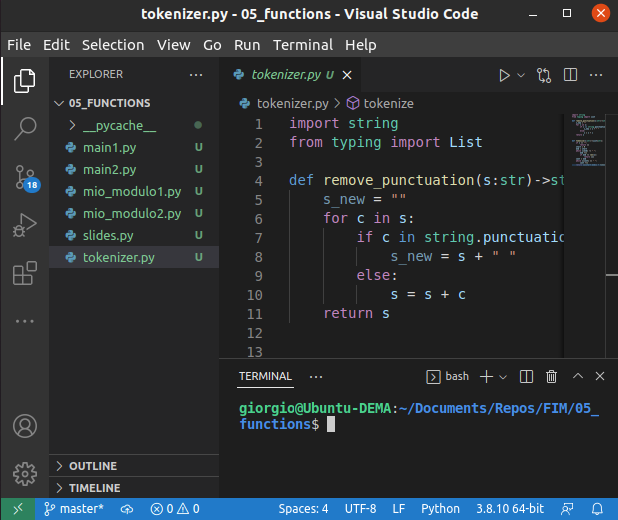 tokenizer.py - 05_functions - Visual Studio Code
File Edit Selection View Go Run Terminal Help
EXPLORER
05_FUNCTIONS
__pycache__
main1.py U
main2.py U
mio_modulo1.py U
mio_modulo2.py U
slides.py U
tokenizer.py U
OUTLINE
TIMELINE
18
tokenizer.py U
tokenizer.py > tokenize
1 import string
2 from typing import List
3
4 def remove_punctuation(s:str)->st
5 s_new = ""
6 for c in s:
7 if c in string.punctuatio
8 s_new = s + " "
9 else:
10 s = s + c
11 return s
12
13
TERMINAL
bash
giorgio@Ubuntu-DEMA:~/Documents/Repos/FIM/05_
functions$
master* 0 0 Spaces: 4 UTF-8 LF Python 3.8.10 64-bit